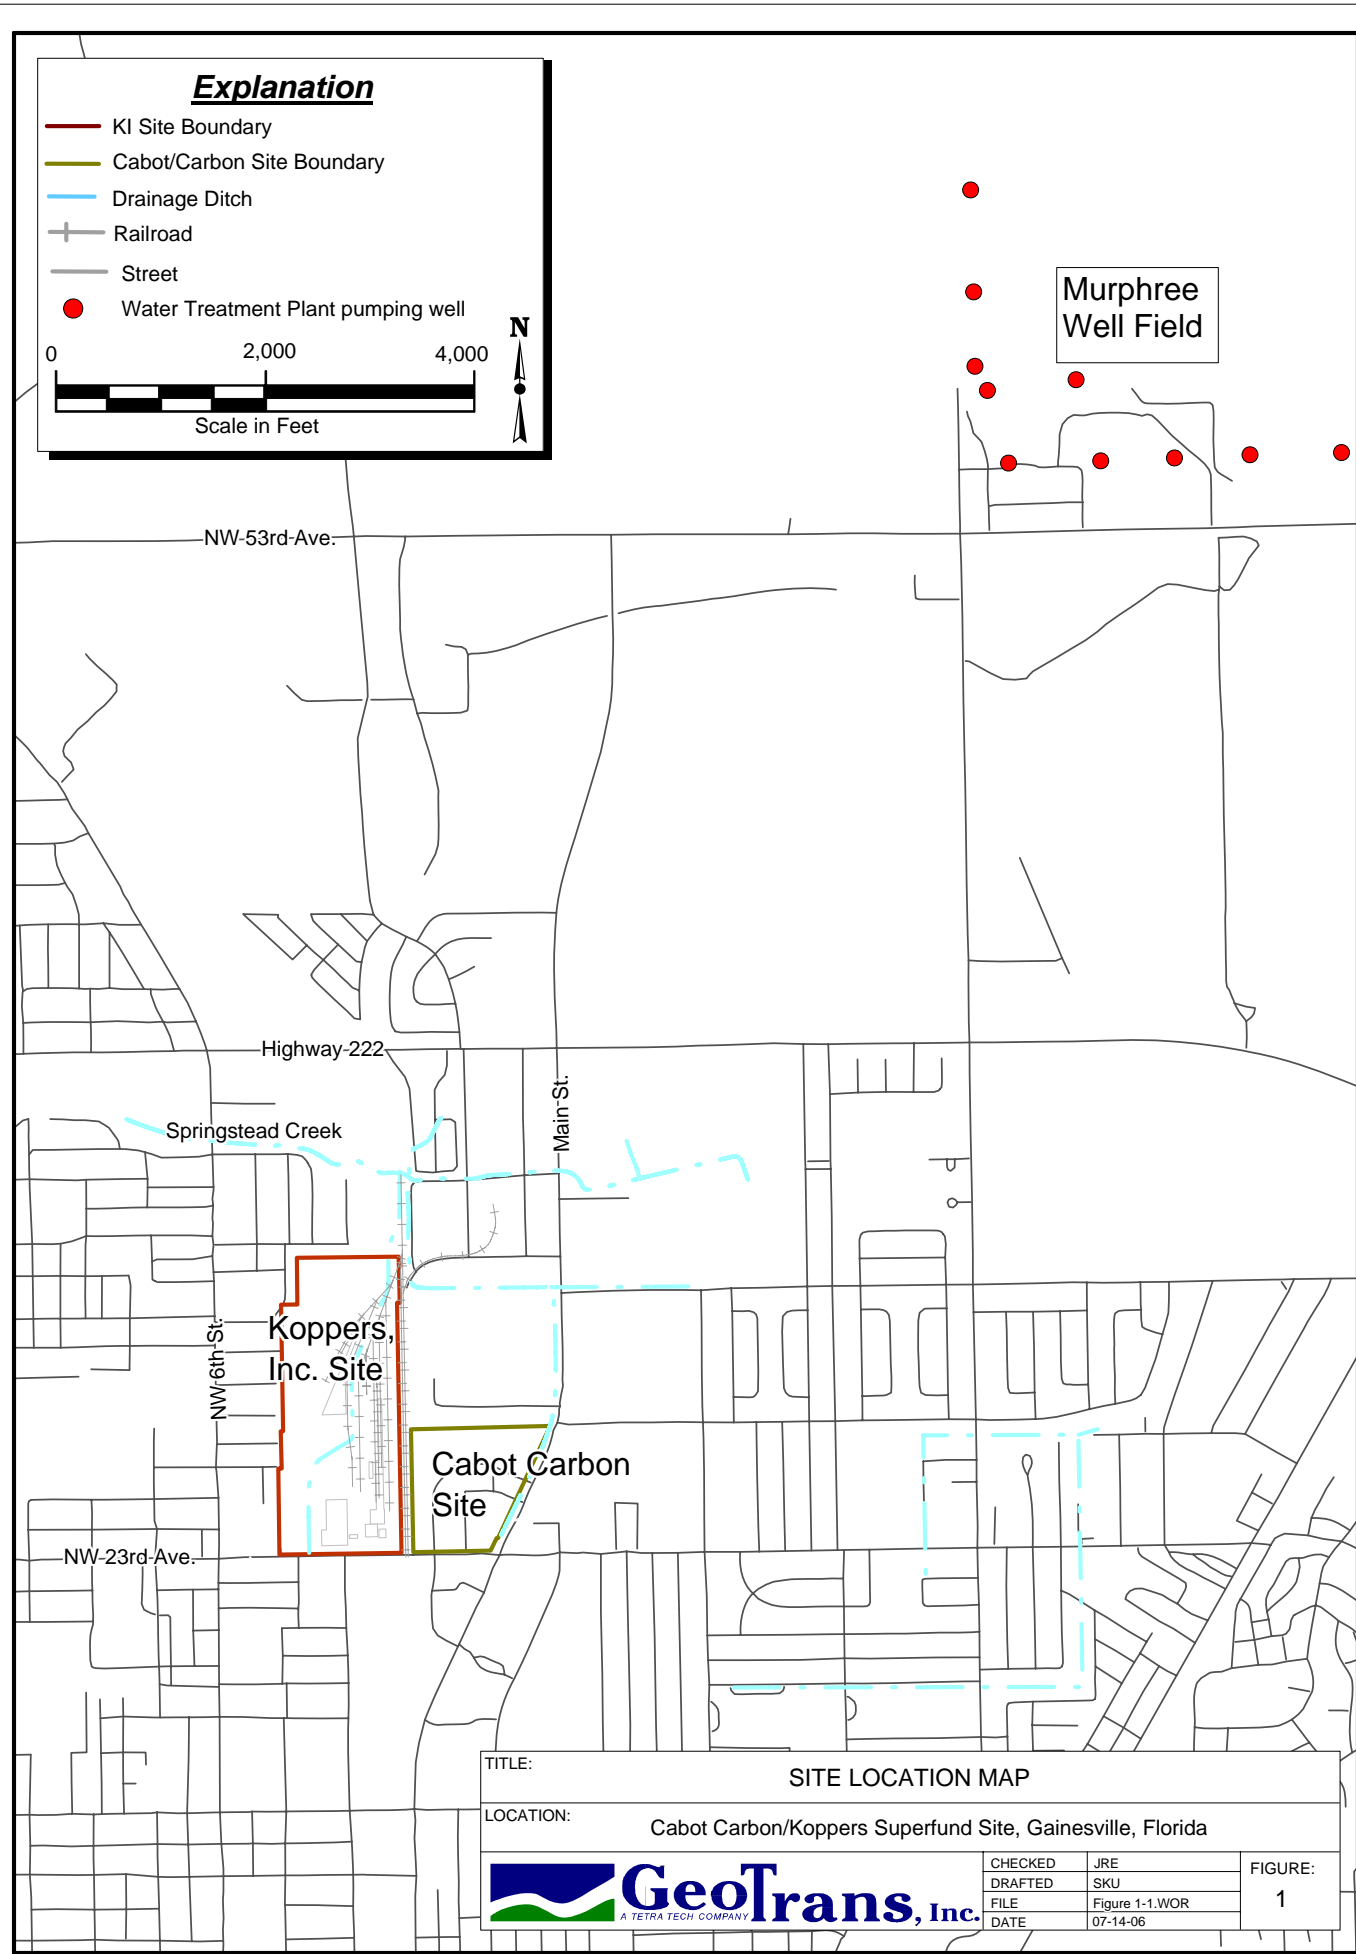 Explanation
KI Site Boundary
Cabot/Carbon Site Boundary
Drainage Ditch
Railroad
Street
Water Treatment Plant pumping well
0 2,000 4,000
Scale in Feet
N
Murphree
Well Field
NW 53rd Ave.
Highway 222
Main St.
Springstead Creek
NW 6th St.
Koppers,
Inc. Site
Cabot Carbon
Site
NW 23rd Ave.
TITLE:
SITE LOCATION MAP
LOCATION:
Cabot Carbon/Koppers Superfund Site, Gainesville, Florida
GeoTrans, Inc.
A TETRA TECH COMPANY
CHECKED JRE
DRAFTED SKU
FILE Figure 1-1.WOR
DATE 07-14-06
FIGURE:
1